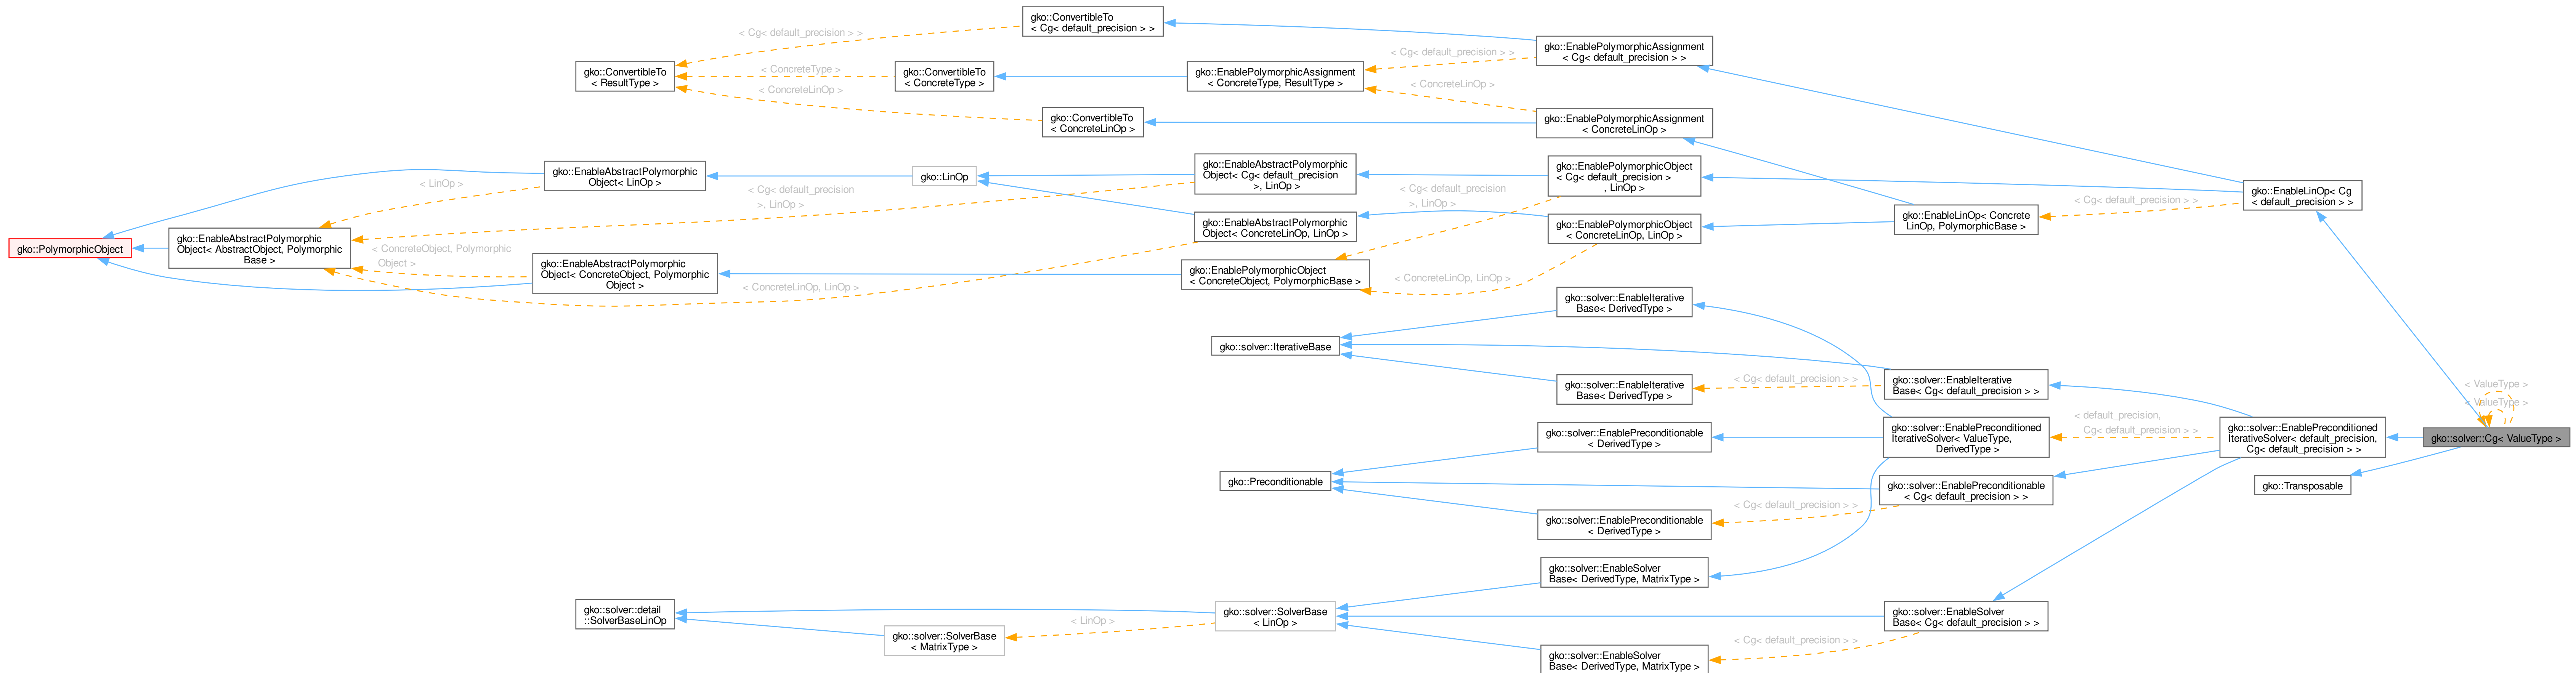 gko::ConvertibleTo
< Cg< default_precision > >
< Cg< default_precision > >
gko::EnablePolymorphicAssignment
< Cg< default_precision > >
< Cg< default_precision > >
gko::ConvertibleTo
< ResultType >
< ConcreteType >
gko::ConvertibleTo
< ConcreteType >
gko::EnablePolymorphicAssignment
< ConcreteType, ResultType >
< ConcreteLinOp >
< ConcreteLinOp >
gko::ConvertibleTo
< ConcreteLinOp >
gko::EnablePolymorphicAssignment
< ConcreteLinOp >
gko::EnableAbstractPolymorphic
Object< LinOp >
gko::LinOp
gko::EnableAbstractPolymorphic
Object< Cg< default_precision
>, LinOp >
gko::EnablePolymorphicObject
< Cg< default_precision >
, LinOp >
< LinOp >
< Cg< default_precision
>, LinOp >
< Cg< default_precision
>, LinOp >
gko::EnableLinOp< Cg
< default_precision > >
< Cg< default_precision > >
gko::EnableLinOp< Concrete
LinOp, PolymorphicBase >
gko::EnableAbstractPolymorphic
Object< ConcreteLinOp, LinOp >
gko::EnablePolymorphicObject
< ConcreteLinOp, LinOp >
gko::PolymorphicObject
gko::EnableAbstractPolymorphic
Object< AbstractObject, Polymorphic
Base >
< ConcreteObject, Polymorphic
Object >
gko::EnableAbstractPolymorphic
Object< ConcreteObject, Polymorphic
Object >
< ConcreteLinOp, LinOp >
gko::EnablePolymorphicObject
< ConcreteObject, PolymorphicBase >
< ConcreteLinOp, LinOp >
gko::solver::EnableIterative
Base< DerivedType >
gko::solver::IterativeBase
gko::solver::EnableIterative
Base< DerivedType >
< Cg< default_precision > >
gko::solver::EnableIterative
Base< Cg< default_precision > >
< ValueType >
< ValueType >
gko::solver::EnablePreconditionable
< DerivedType >
gko::solver::EnablePreconditioned
IterativeSolver< ValueType,
DerivedType >
< default_precision,
Cg< default_precision > >
gko::solver::EnablePreconditioned
IterativeSolver< default_precision,
Cg< default_precision > >
gko::solver::Cg< ValueType >
gko::Preconditionable
gko::solver::EnablePreconditionable
< Cg< default_precision > >
gko::Transposable
< Cg< default_precision > >
gko::solver::EnablePreconditionable
< DerivedType >
gko::solver::EnableSolver
Base< DerivedType, MatrixType >
gko::solver::detail
::SolverBaseLinOp
gko::solver::SolverBase
< MatrixType >
< LinOp >
gko::solver::SolverBase
< LinOp >
gko::solver::EnableSolver
Base< Cg< default_precision > >
< Cg< default_precision > >
gko::solver::EnableSolver
Base< DerivedType, MatrixType >